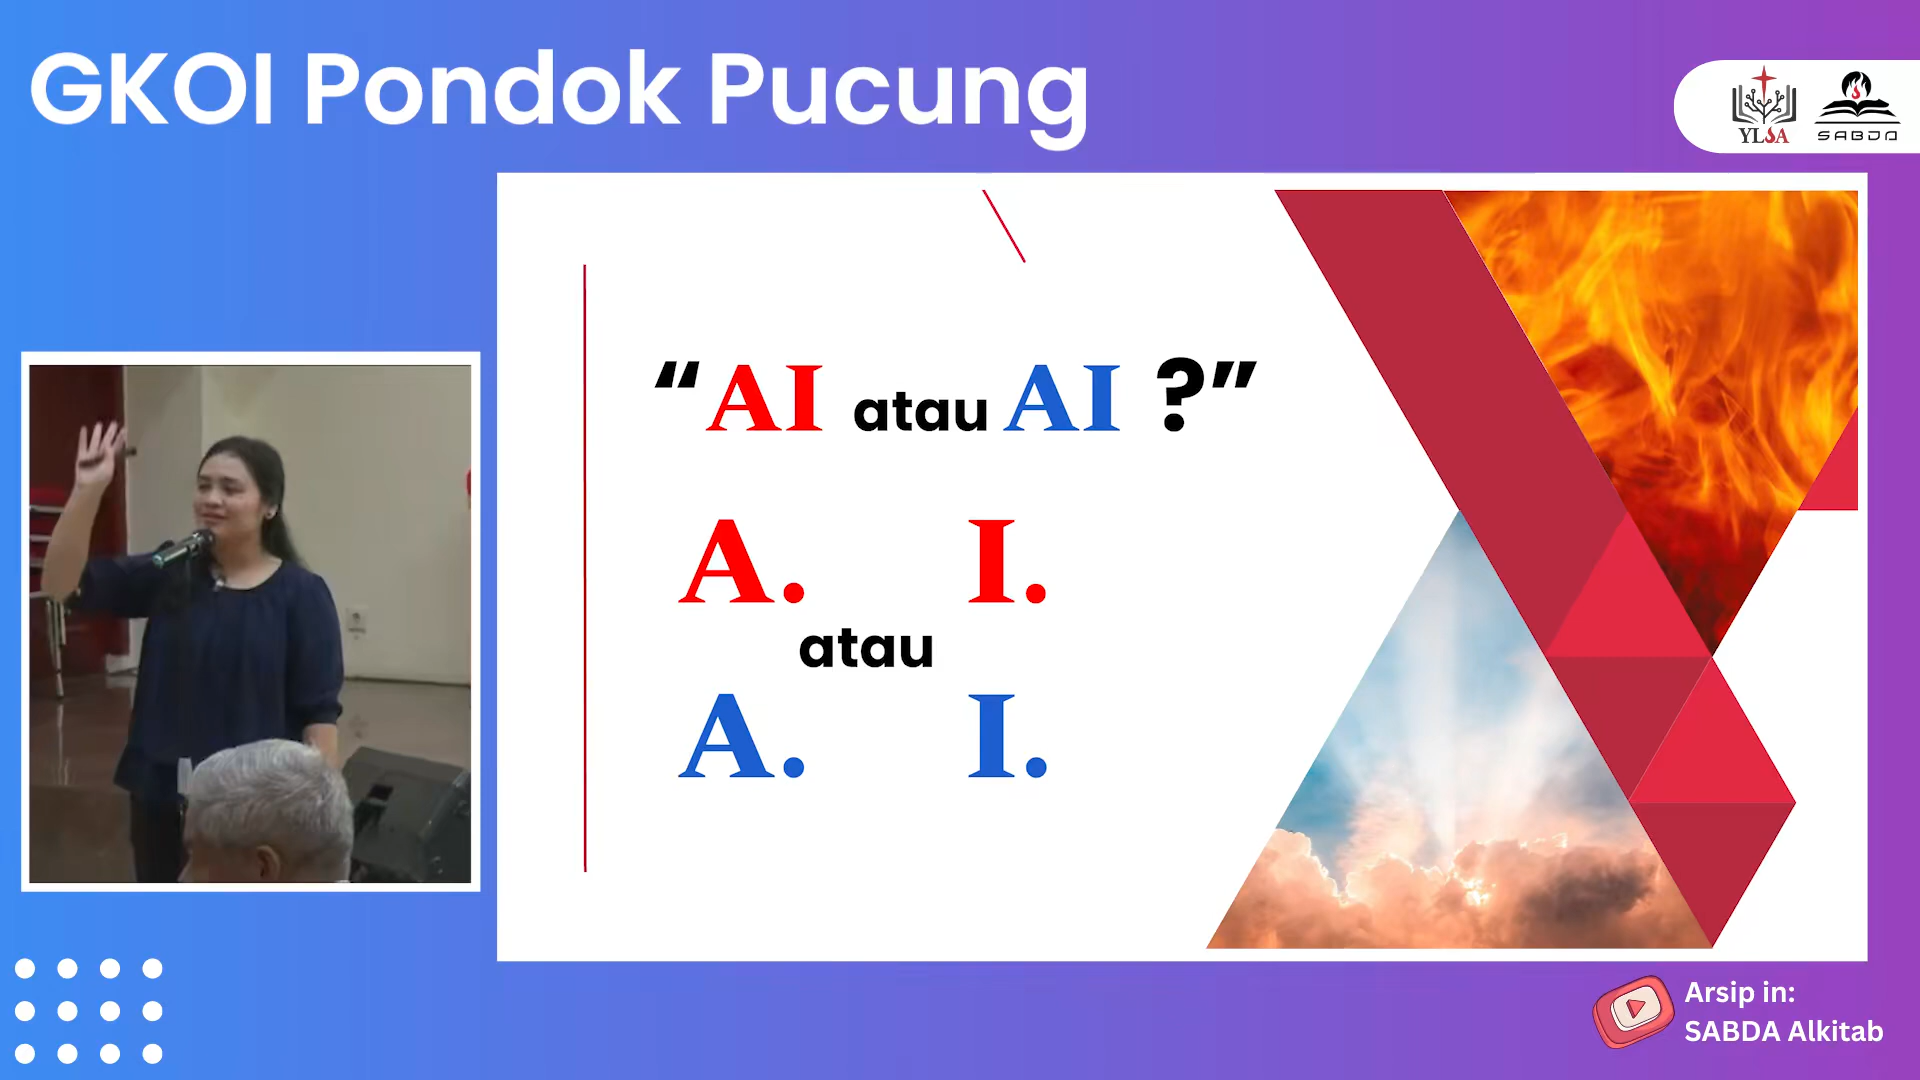 GKOI Pondok Pucung
YLSA
SABDA
“AI atau AI ?”
A. I.
atau
A. I.
Arsip in:
SABDA Alkitab